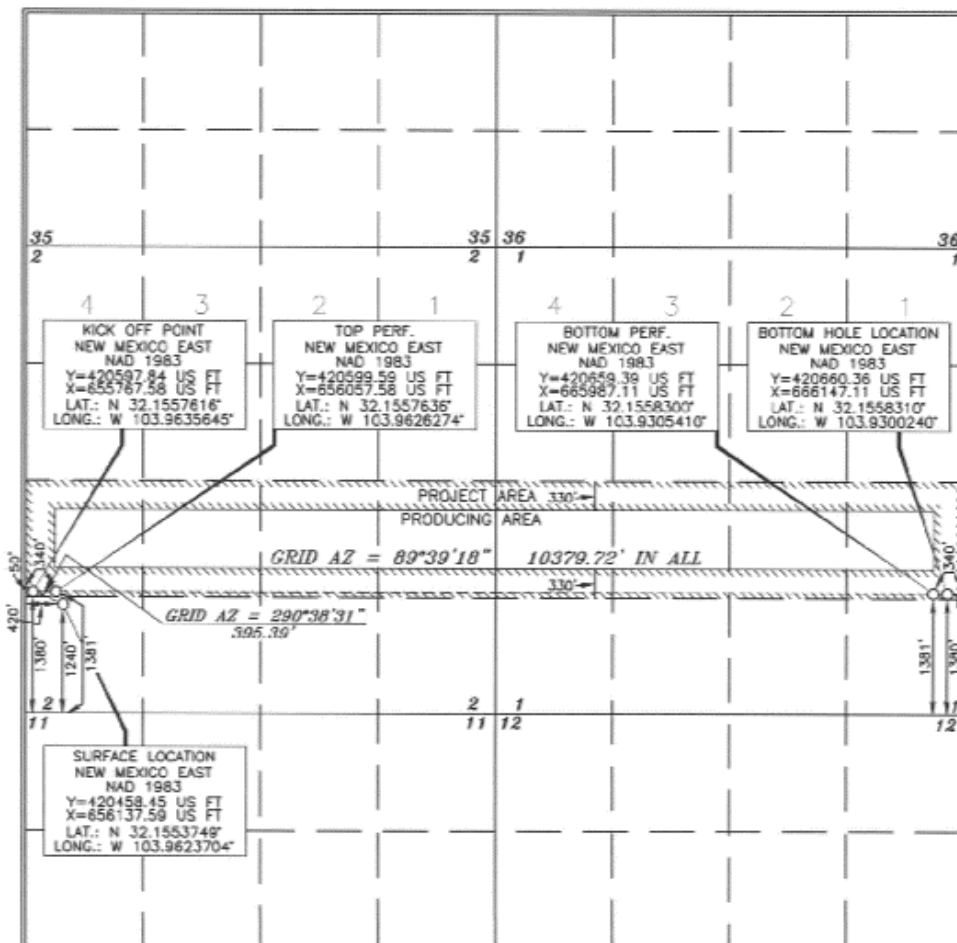 35
35
36
36
2
2
1
1
4
3
2
1
4
3
2
1
KICK OFF POINT
NEW MEXICO EAST
NAD 1983
Y=420597.84 US FT
X=655767.58 US FT
LAT.: N 32.1557616°
LONG.: W 103.9635645°
TOP PERF.
NEW MEXICO EAST
NAD 1983
Y=420599.59 US FT
X=656057.58 US FT
LAT.: N 32.1557636°
LONG.: W 103.9626274°
BOTTOM PERF.
NEW MEXICO EAST
NAD 1983
Y=420659.39 US FT
X=665987.11 US FT
LAT.: N 32.1558300°
LONG.: W 103.9305410°
BOTTOM HOLE LOCATION
NEW MEXICO EAST
NAD 1983
Y=420660.36 US FT
X=666147.11 US FT
LAT.: N 32.1558310°
LONG.: W 103.9300240°
PROJECT AREA 330'
PRODUCING AREA
GRID AZ = 89°39'18" 10379.72' IN ALL
330'
50'
340'
340'
GRID AZ = 290°38'31"
395.39'
420'
1380'
1240'
1381'
1381'
1380'
2
2
1
1
11
11
12
12
SURFACE LOCATION
NEW MEXICO EAST
NAD 1983
Y=420458.45 US FT
X=656137.59 US FT
LAT.: N 32.1553749°
LONG.: W 103.9623704°